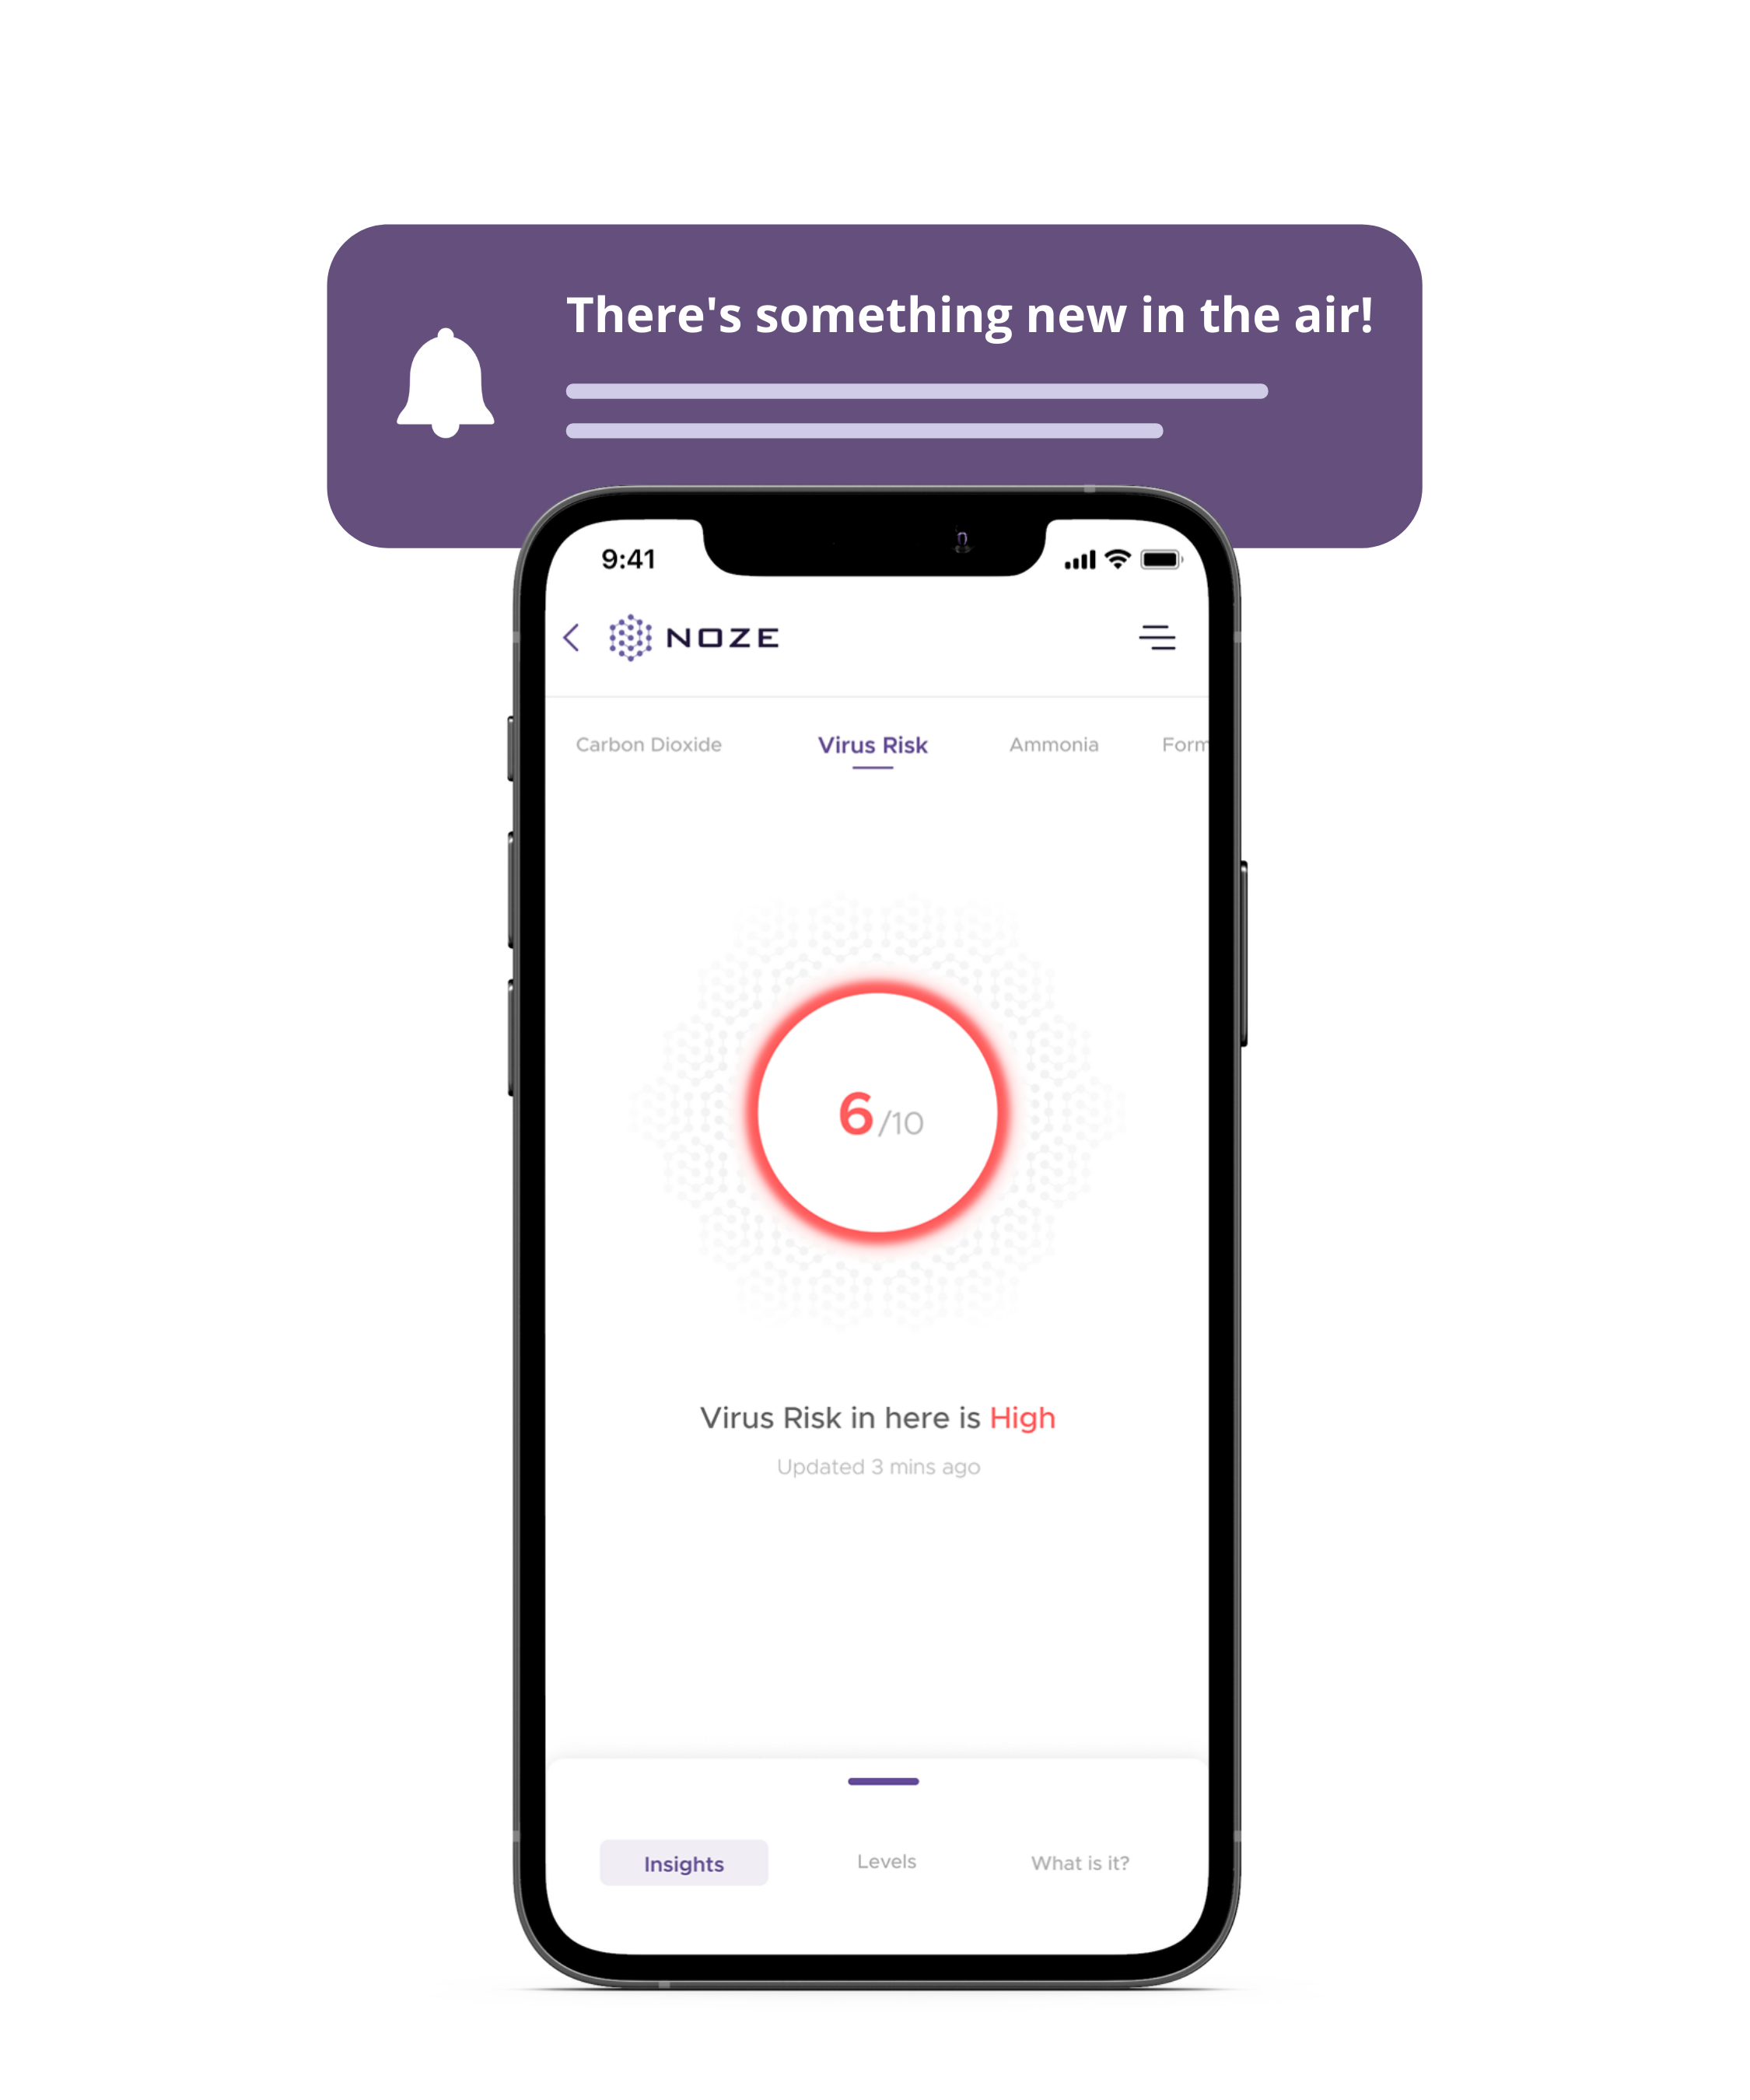 There's something new in the air!
9:41
NOZE
Carbon Dioxide Virus Risk Ammonia Form
6/10
Virus Risk in here is High
Updated 3 mins ago
Insights Levels What is it?